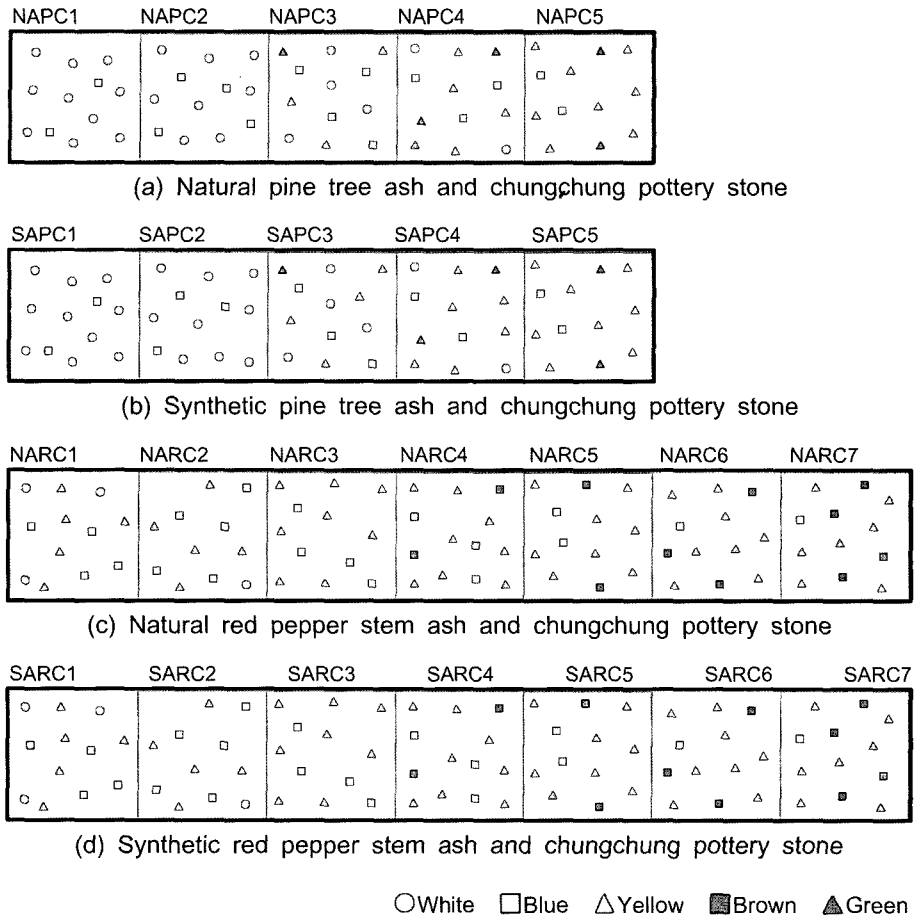 NAPC1 NAPC2 NAPC3 NAPC4 NAPC5
(a) Natural pine tree ash and chungchung pottery stone
SAPC1 SAPC2 SAPC3 SAPC4 SAPC5
(b) Synthetic pine tree ash and chungchung pottery stone
NARC1 NARC2 NARC3 NARC4 NARC5 NARC6 NARC7
(c) Natural red pepper stem ash and chungchung pottery stone
SARC1 SARC2 SARC3 SARC4 SARC5 SARC6 SARC7
(d) Synthetic red pepper stem ash and chungchung pottery stone
White Blue Yellow Brown Green